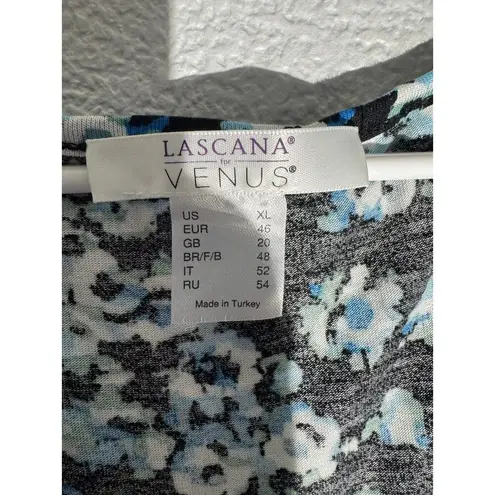 LASCANA®
for
VENUS®
US XL
EUR 46
GB 20
BR/F/B 48
IT 52
RU 54
Made in Turkey